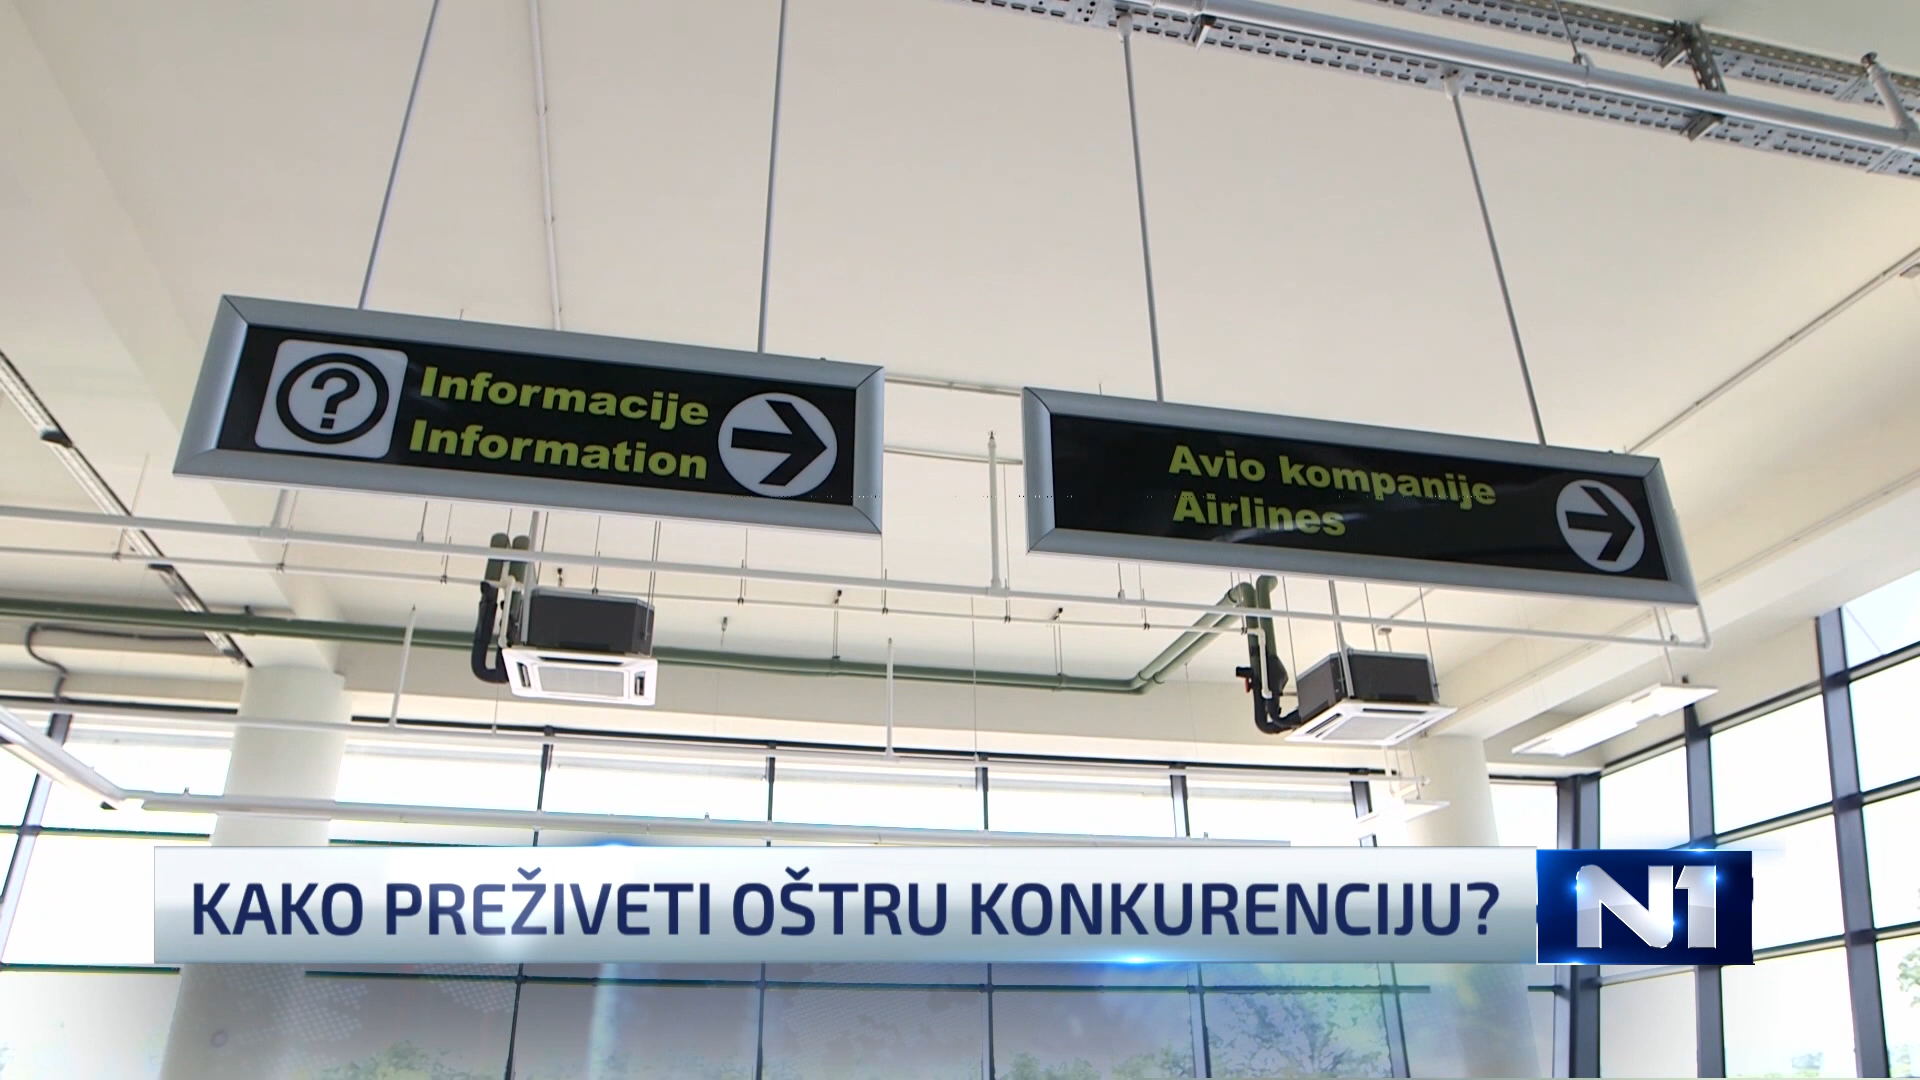 ?
Informacije
Information
Avio kompanije
Airlines
KAKO PREŽIVETI OŠTRU KONKURENCIJU?
N1